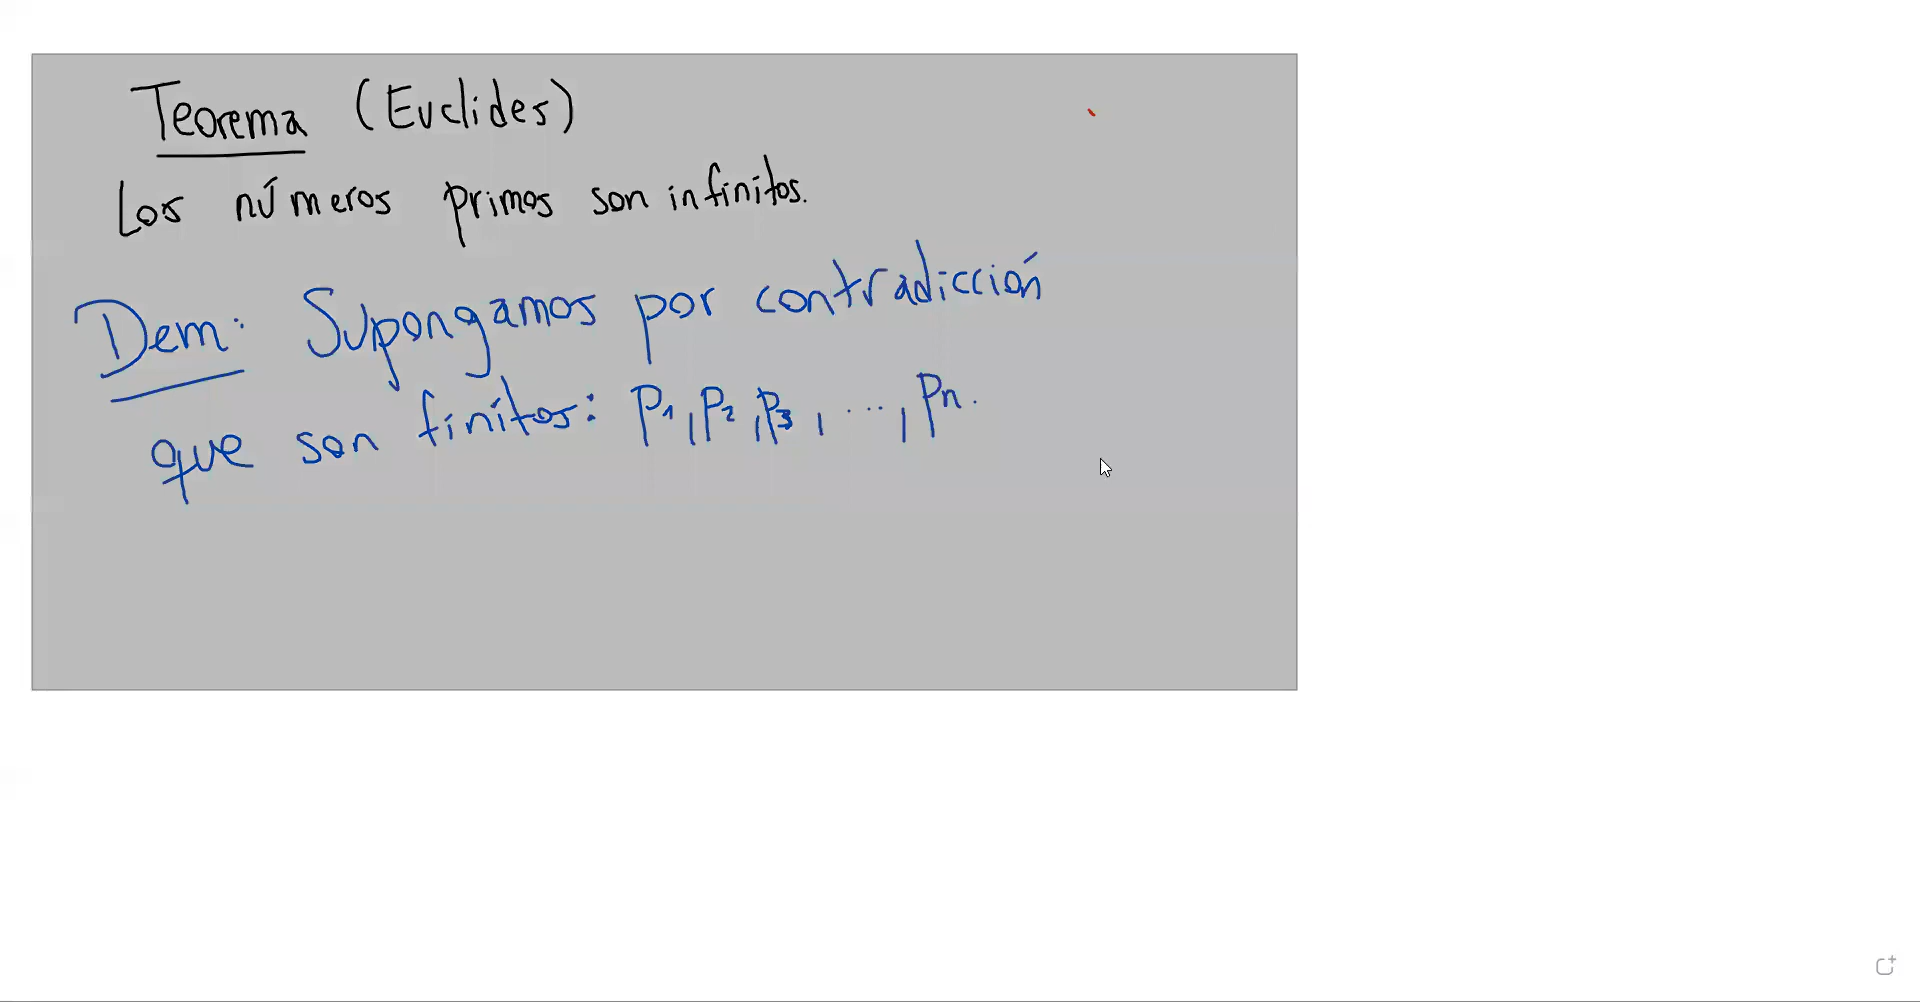 Teorema (Euclides)
Los números primos son infinitos.
Dem: Supongamos por contradicción
que son finitos: p1, p2, p3, ..., pn.